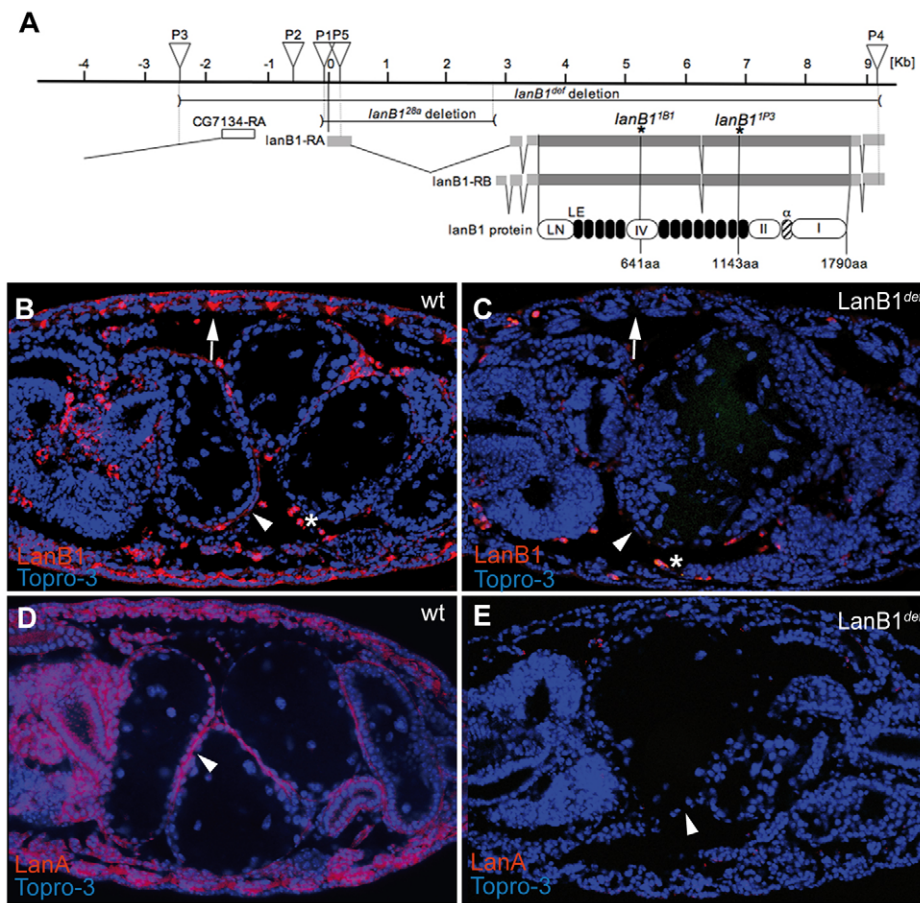 A
P3 P2 P1 P5 P4
-4 -3 -2 -1 0 1 2 3 4 5 6 7 8 9 [Kb]
lanB1def deletion
CG7134-RA lanB128a deletion lanB11B1 lanB11P3
* *
lanB1-RA
lanB1-RB
LE α
lanB1 protein LN IV II I
641aa 1143aa 1790aa
B wt
*
LanB1
Topro-3
C LanB1def
*
LanB1
Topro-3
D wt
LanA
Topro-3
E LanB1def
LanA
Topro-3